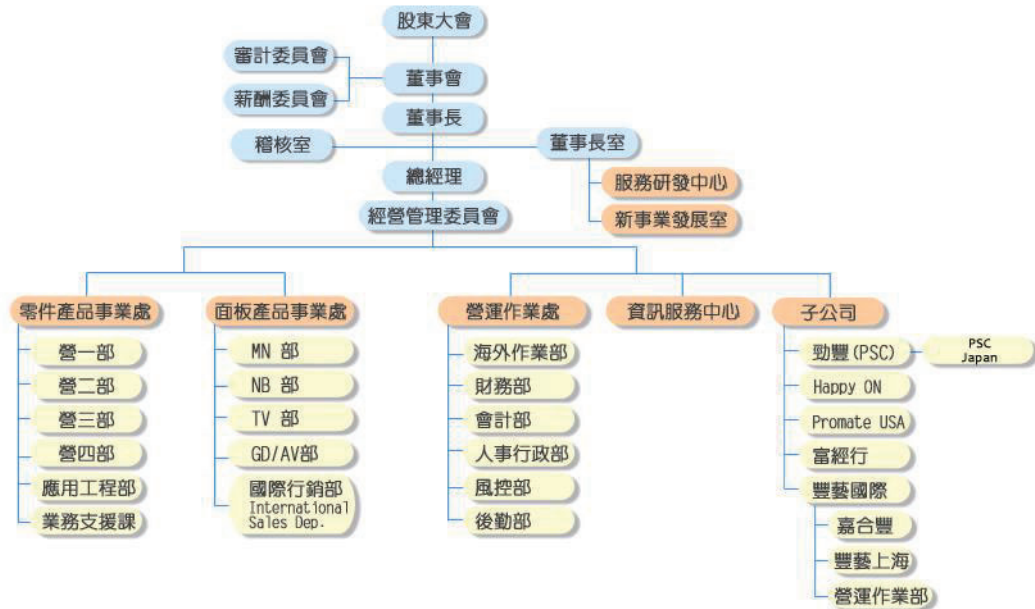 股東大會
審計委員會
董事會
薪酬委員會
董事長
稽核室
董事長室
總經理
服務研發中心
經營管理委員會
新事業發展室
零件產品事業處
營一部
營二部
營三部
營四部
應用工程部
業務支援課
面板產品事業處
MN 部
NB 部
TV 部
GD/AV部
國際行銷部
International
Sales Dep.
營運作業處
海外作業部
財務部
會計部
人事行政部
風控部
後勤部
資訊服務中心
子公司
勁豐(PSC)
PSC
Japan
Happy ON
Promate USA
富經行
豐藝國際
嘉合豐
豐藝上海
營運作業部